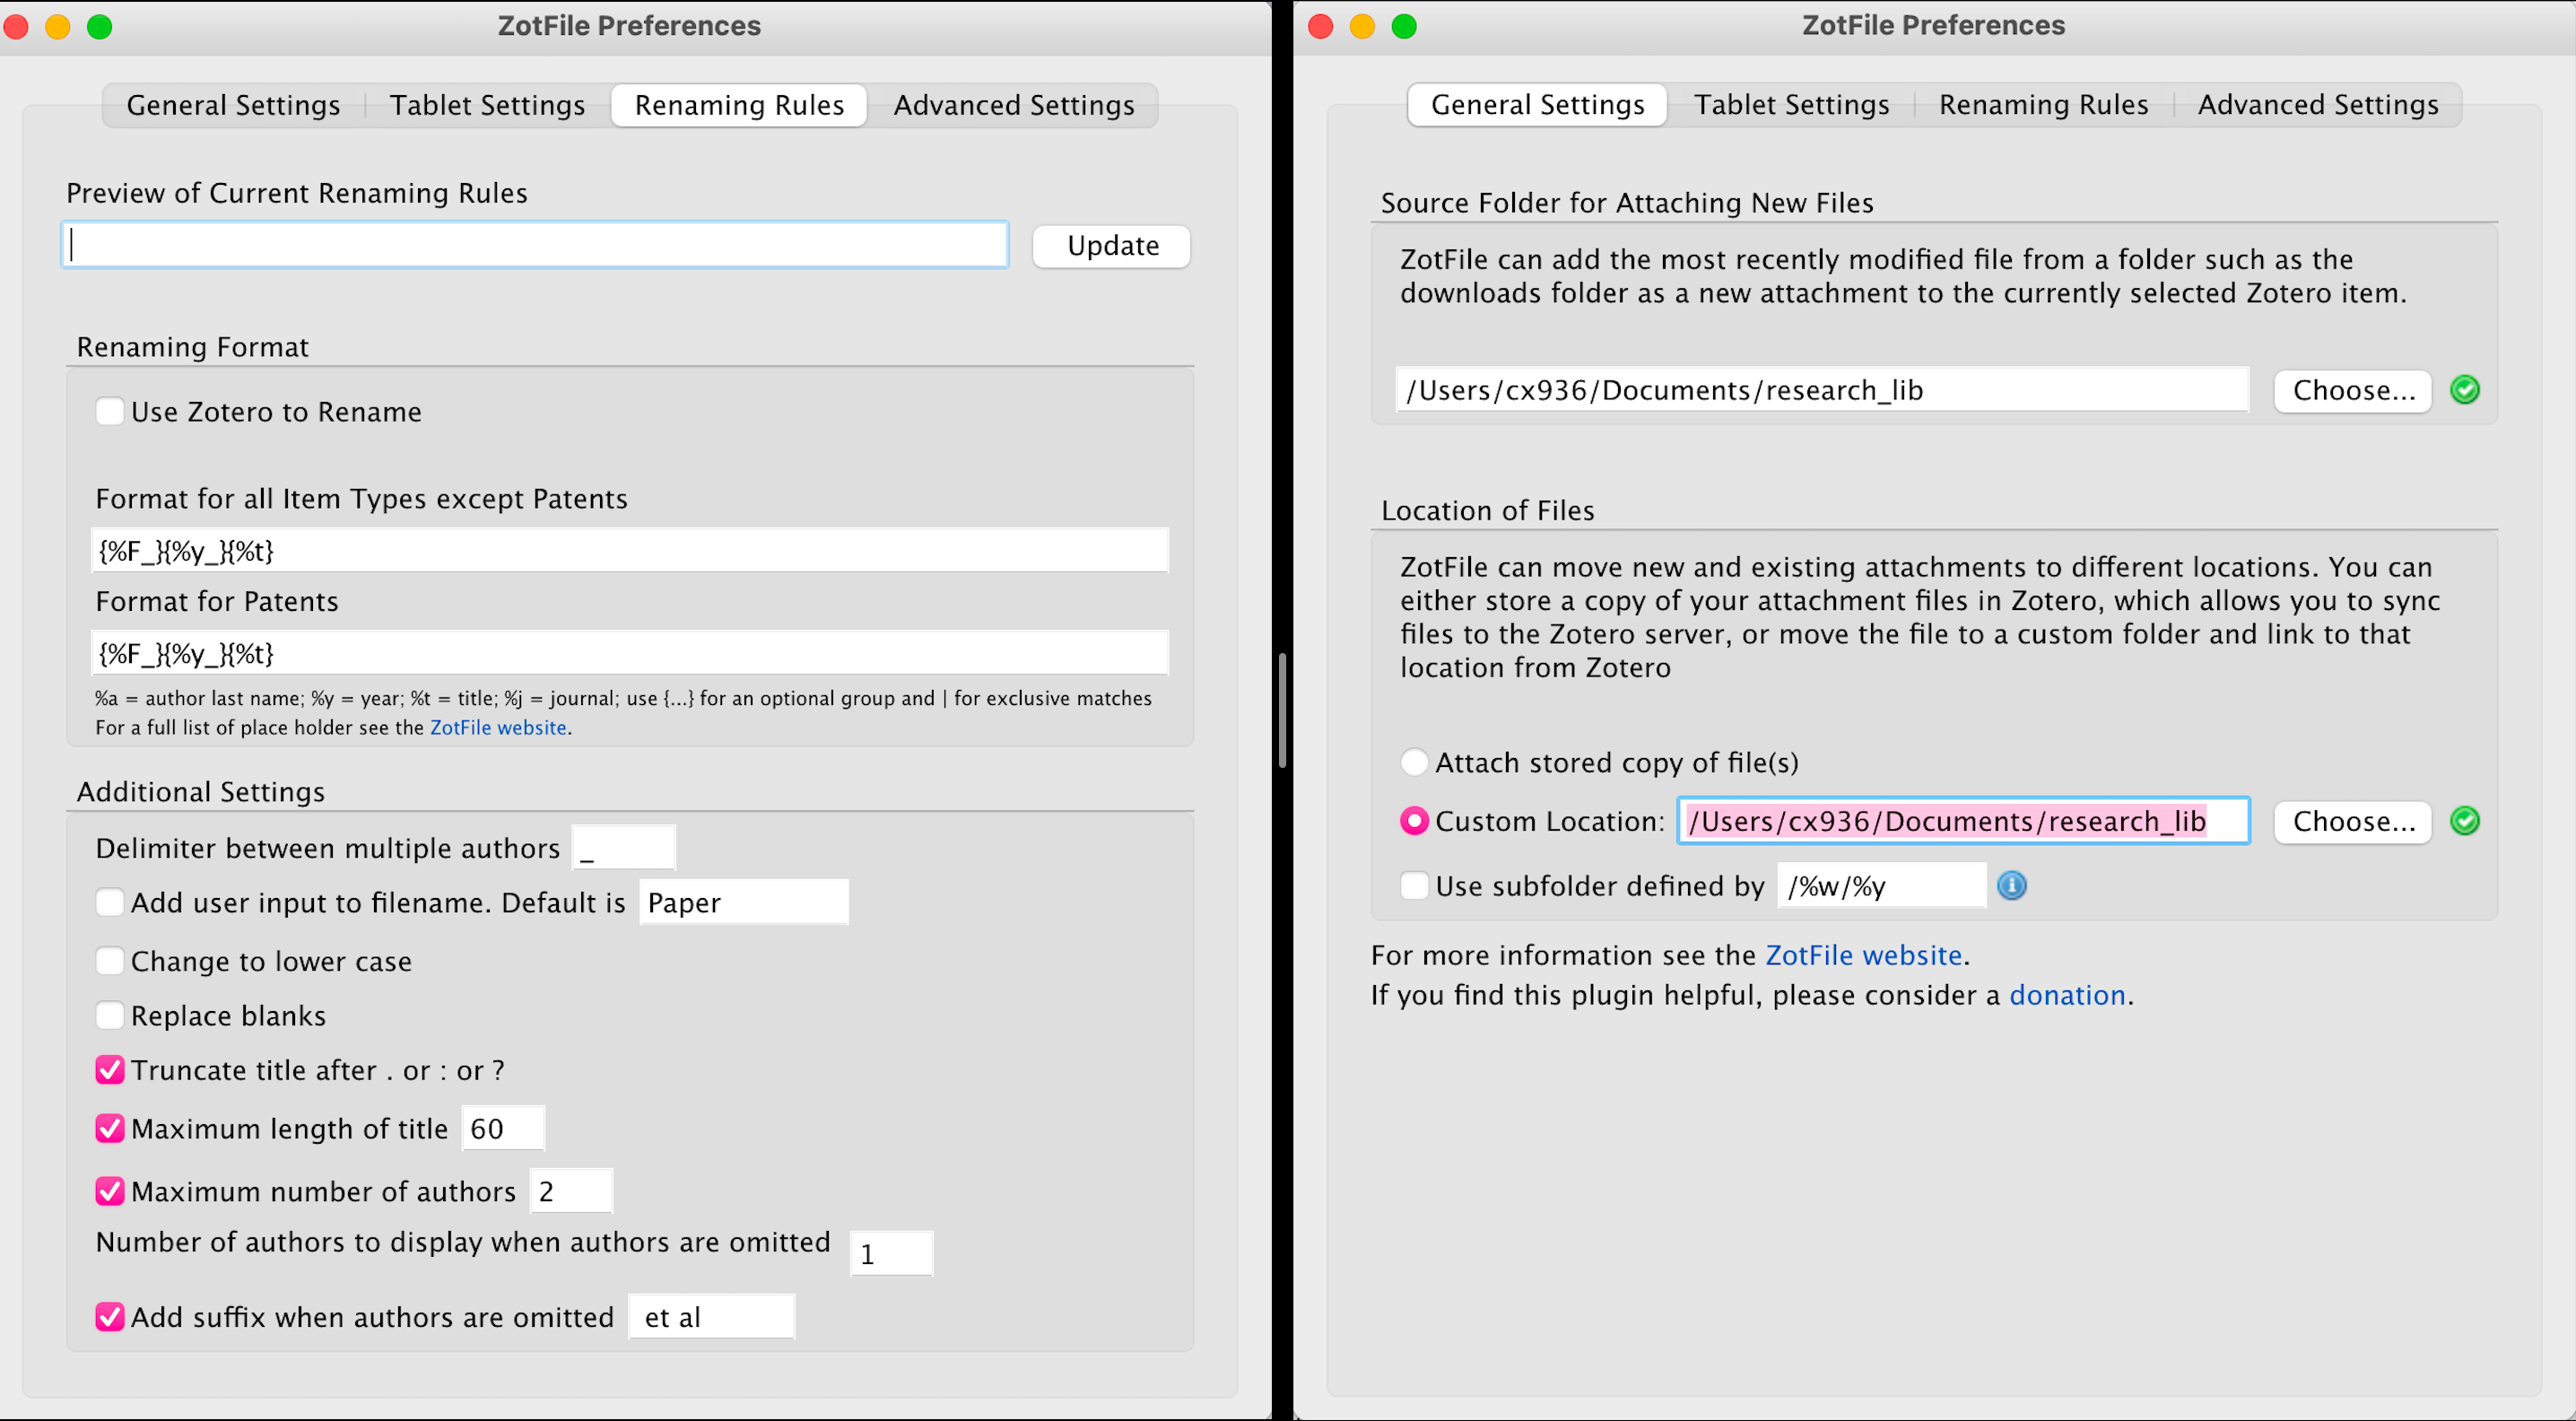 ZotFile Preferences
General Settings
Tablet Settings
Renaming Rules
Advanced Settings
Preview of Current Renaming Rules
Update
Renaming Format
Use Zotero to Rename
Format for all Item Types except Patents
{%F_}{%y_}{%t}
Format for Patents
{%F_}{%y_}{%t}
%a = author last name; %y = year; %t = title; %j = journal; use {...} for an optional group and | for exclusive matches
For a full list of place holder see the ZotFile website.
Additional Settings
Delimiter between multiple authors _
Add user input to filename. Default is Paper
Change to lower case
Replace blanks
Truncate title after . or : or ?
Maximum length of title 60
Maximum number of authors 2
Number of authors to display when authors are omitted 1
Add suffix when authors are omitted et al
ZotFile Preferences
General Settings
Tablet Settings
Renaming Rules
Advanced Settings
Source Folder for Attaching New Files
ZotFile can add the most recently modified file from a folder such as the
downloads folder as a new attachment to the currently selected Zotero item.
/Users/cx936/Documents/research_lib
Choose...
Location of Files
ZotFile can move new and existing attachments to different locations. You can
either store a copy of your attachment files in Zotero, which allows you to sync
files to the Zotero server, or move the file to a custom folder and link to that
location from Zotero
Attach stored copy of file(s)
Custom Location: /Users/cx936/Documents/research_lib
Choose...
Use subfolder defined by /%w/%y
For more information see the ZotFile website.
If you find this plugin helpful, please consider a donation.